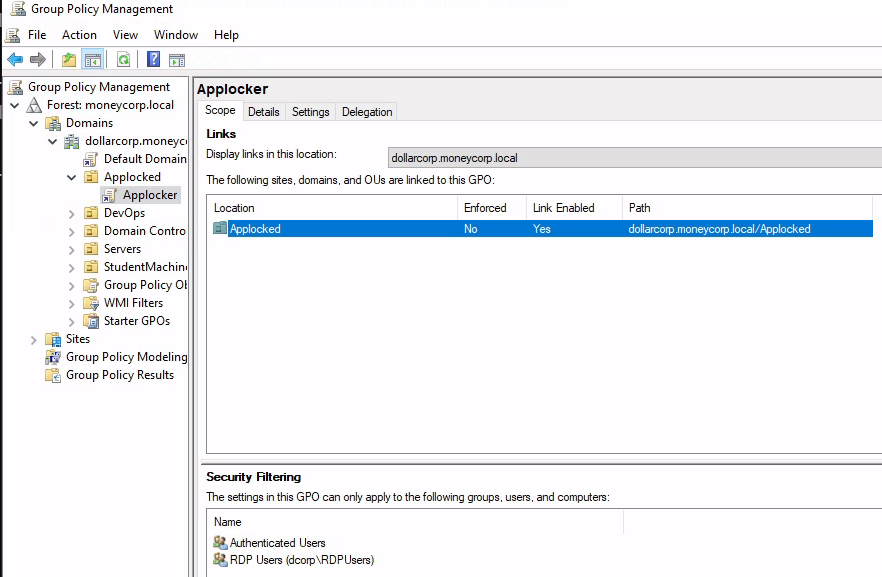 Group Policy Management
File Action View Window Help
Group Policy Management
Forest: moneycorp.local
Domains
dollarcorp.moneyc
Default Domain
Applocked
Applocker
DevOps
Domain Contro
Servers
StudentMachin
Group Policy Ob
WMI Filters
Starter GPOs
Sites
Group Policy Modeling
Group Policy Results
Applocker
Scope Details Settings Delegation
Links
Display links in this location: dollarcorp.moneycorp.local
The following sites, domains, and OUs are linked to this GPO:
Location Enforced Link Enabled Path
Applocked No Yes dollarcorp.moneycorp.local/Applocked
Security Filtering
The settings in this GPO can only apply to the following groups, users, and computers:
Name
Authenticated Users
RDP Users (dcorp\RDPUsers)